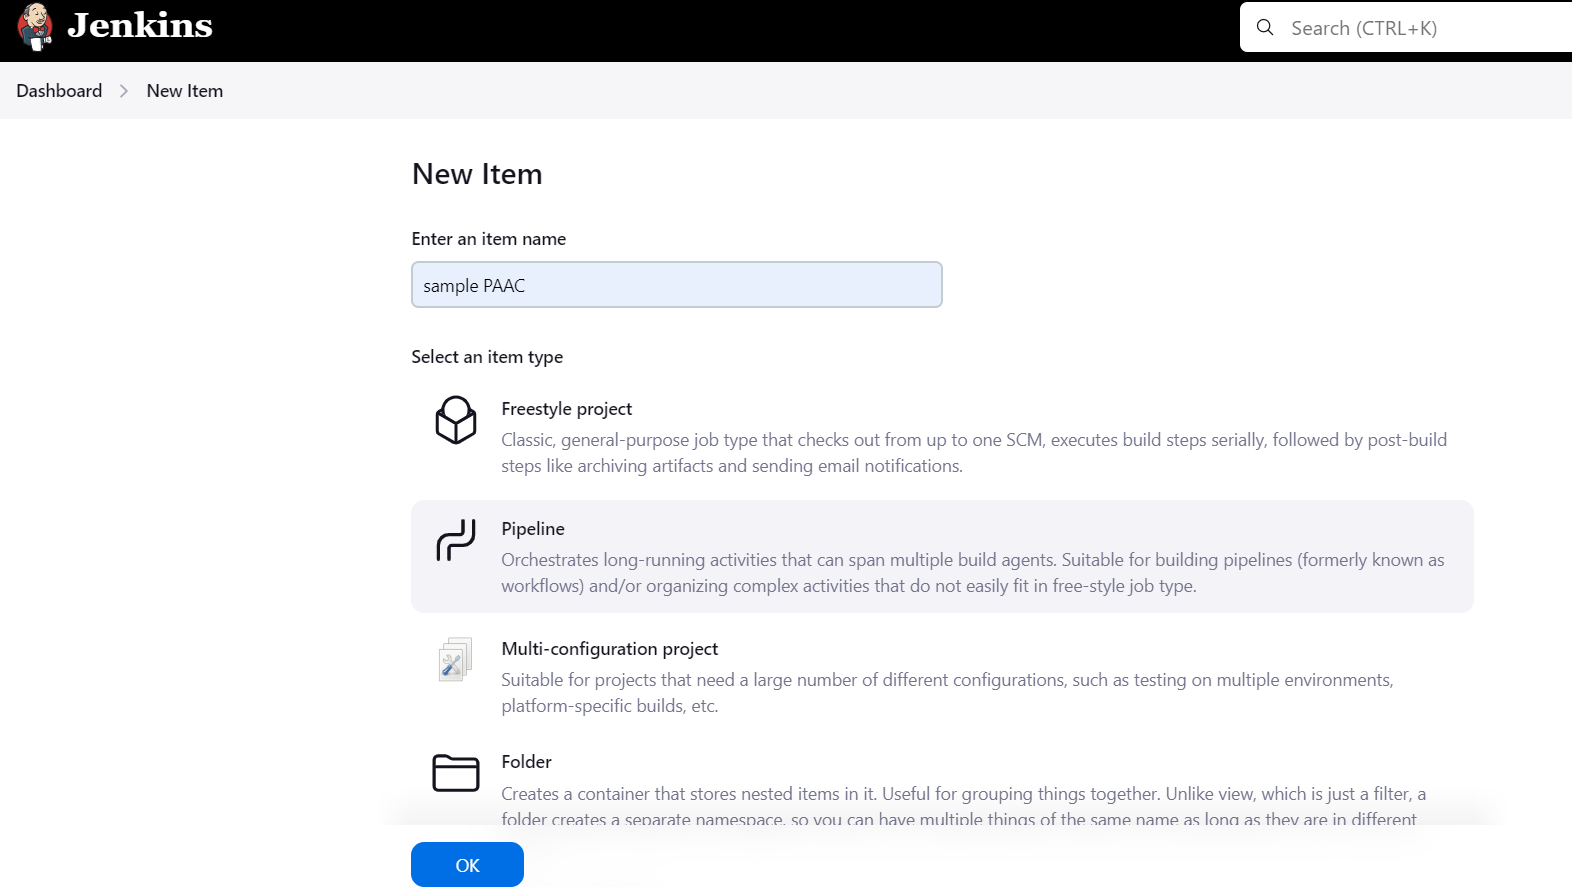 Jenkins
Search (CTRL+K)
Dashboard
New Item
New Item
Enter an item name
sample PAAC
Select an item type
Freestyle project
Classic, general-purpose job type that checks out from up to one SCM, executes build steps serially, followed by post-build
steps like archiving artifacts and sending email notifications.
Pipeline
Orchestrates long-running activities that can span multiple build agents. Suitable for building pipelines (formerly known as
workflows) and/or organizing complex activities that do not easily fit in free-style job type.
Multi-configuration project
Suitable for projects that need a large number of different configurations, such as testing on multiple environments,
platform-specific builds, etc.
Folder
Creates a container that stores nested items in it. Useful for grouping things together. Unlike view, which is just a filter, a
folder creates a separate namespace, so you can have multiple things of the same name as long as they are in different
OK